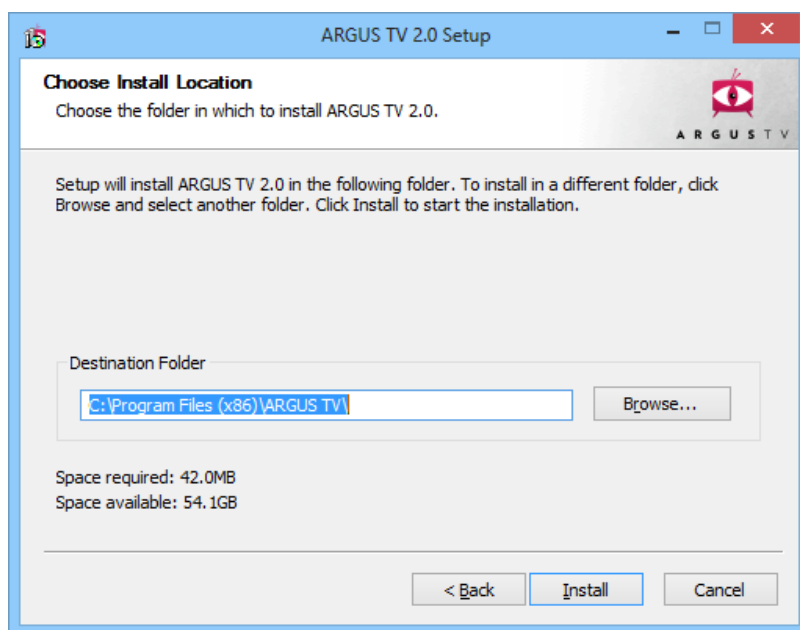 ARGUS TV 2.0 Setup
Choose Install Location
Choose the folder in which to install ARGUS TV 2.0.
ARGUS TV
Setup will install ARGUS TV 2.0 in the following folder. To install in a different folder, click
Browse and select another folder. Click Install to start the installation.
Destination Folder
C:\Program Files (x86)\ARGUS TV\
Browse...
Space required: 42.0MB
Space available: 54.1GB
< Back
Install
Cancel